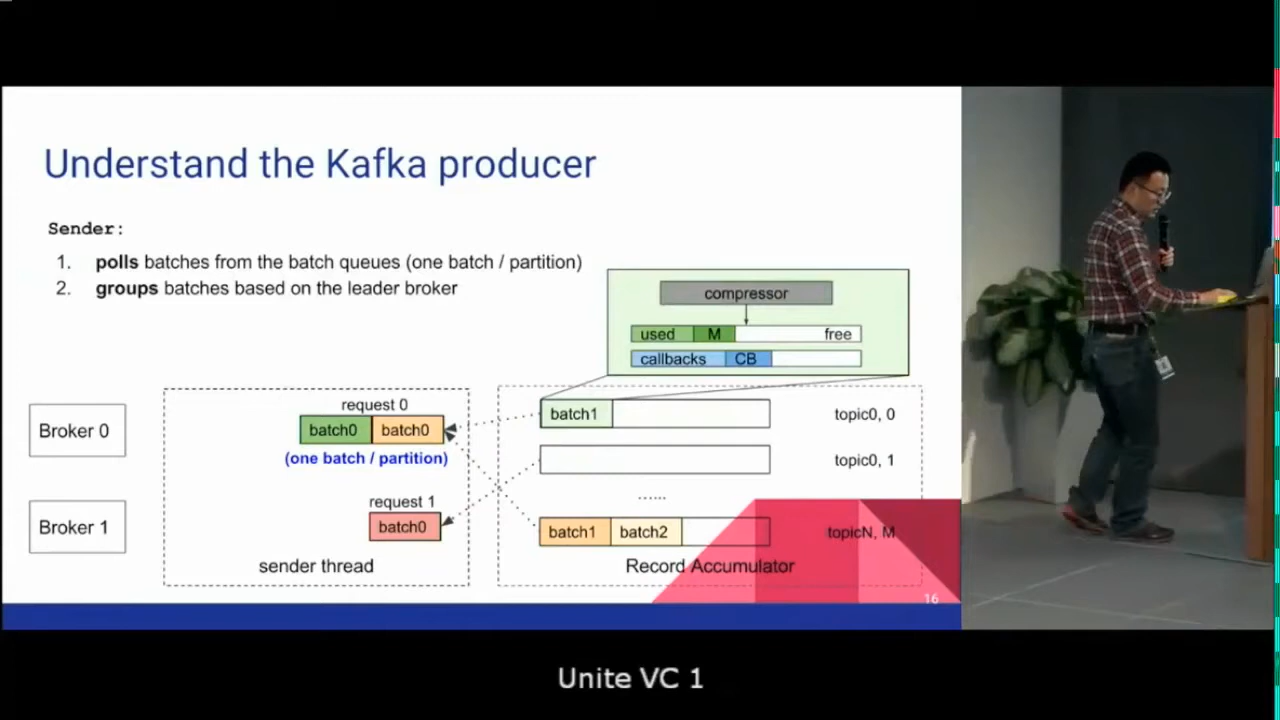 Understand the Kafka producer
Sender:
1. polls batches from the batch queues (one batch / partition)
2. groups batches based on the leader broker
compressor
used M free
callbacks CB
Broker 0
Broker 1
request 0
batch0 batch0
(one batch / partition)
request 1
batch0
sender thread
batch1 topic0, 0
topic0, 1
......
batch1 batch2 topicN, M
Record Accumulator
16
Unite VC 1